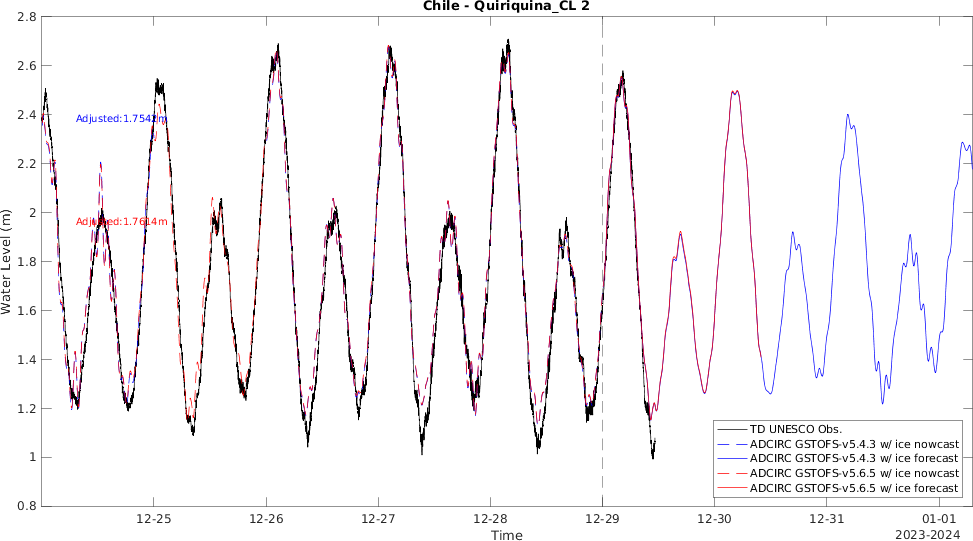 Chile - Quiriquina_CL 2
2.8
2.6
2.4
2.2
2
1.8
1.6
1.4
1.2
1
0.8
Water Level (m)
Adjusted:1.7542m
Adjusted:1.7614m
TD UNESCO Obs.
ADCIRC GSTOFS-v5.4.3 w/ ice nowcast
ADCIRC GSTOFS-v5.4.3 w/ ice forecast
ADCIRC GSTOFS-v5.6.5 w/ ice nowcast
ADCIRC GSTOFS-v5.6.5 w/ ice forecast
12-25 12-26 12-27 12-28 12-29 12-30 12-31 01-01
Time
2023-2024